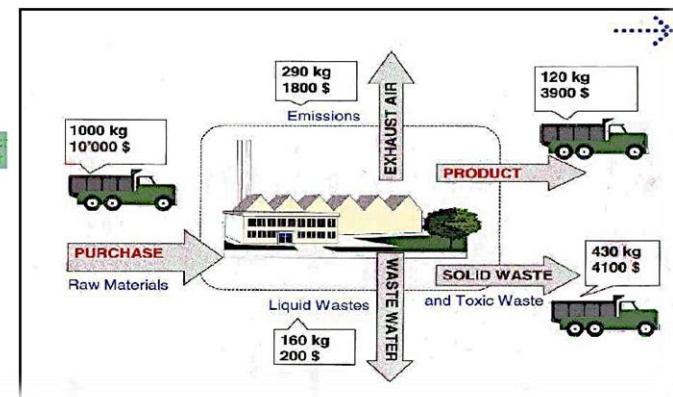 290 kg
1800 $
Emissions
120 kg
3900 $
1000 kg
10'000 $
EXHAUST AIR
PRODUCT
PURCHASE
Raw Materials
SOLID WASTE
and Toxic Waste
430 kg
4100 $
Liquid Wastes
WASTE WATER
160 kg
200 $